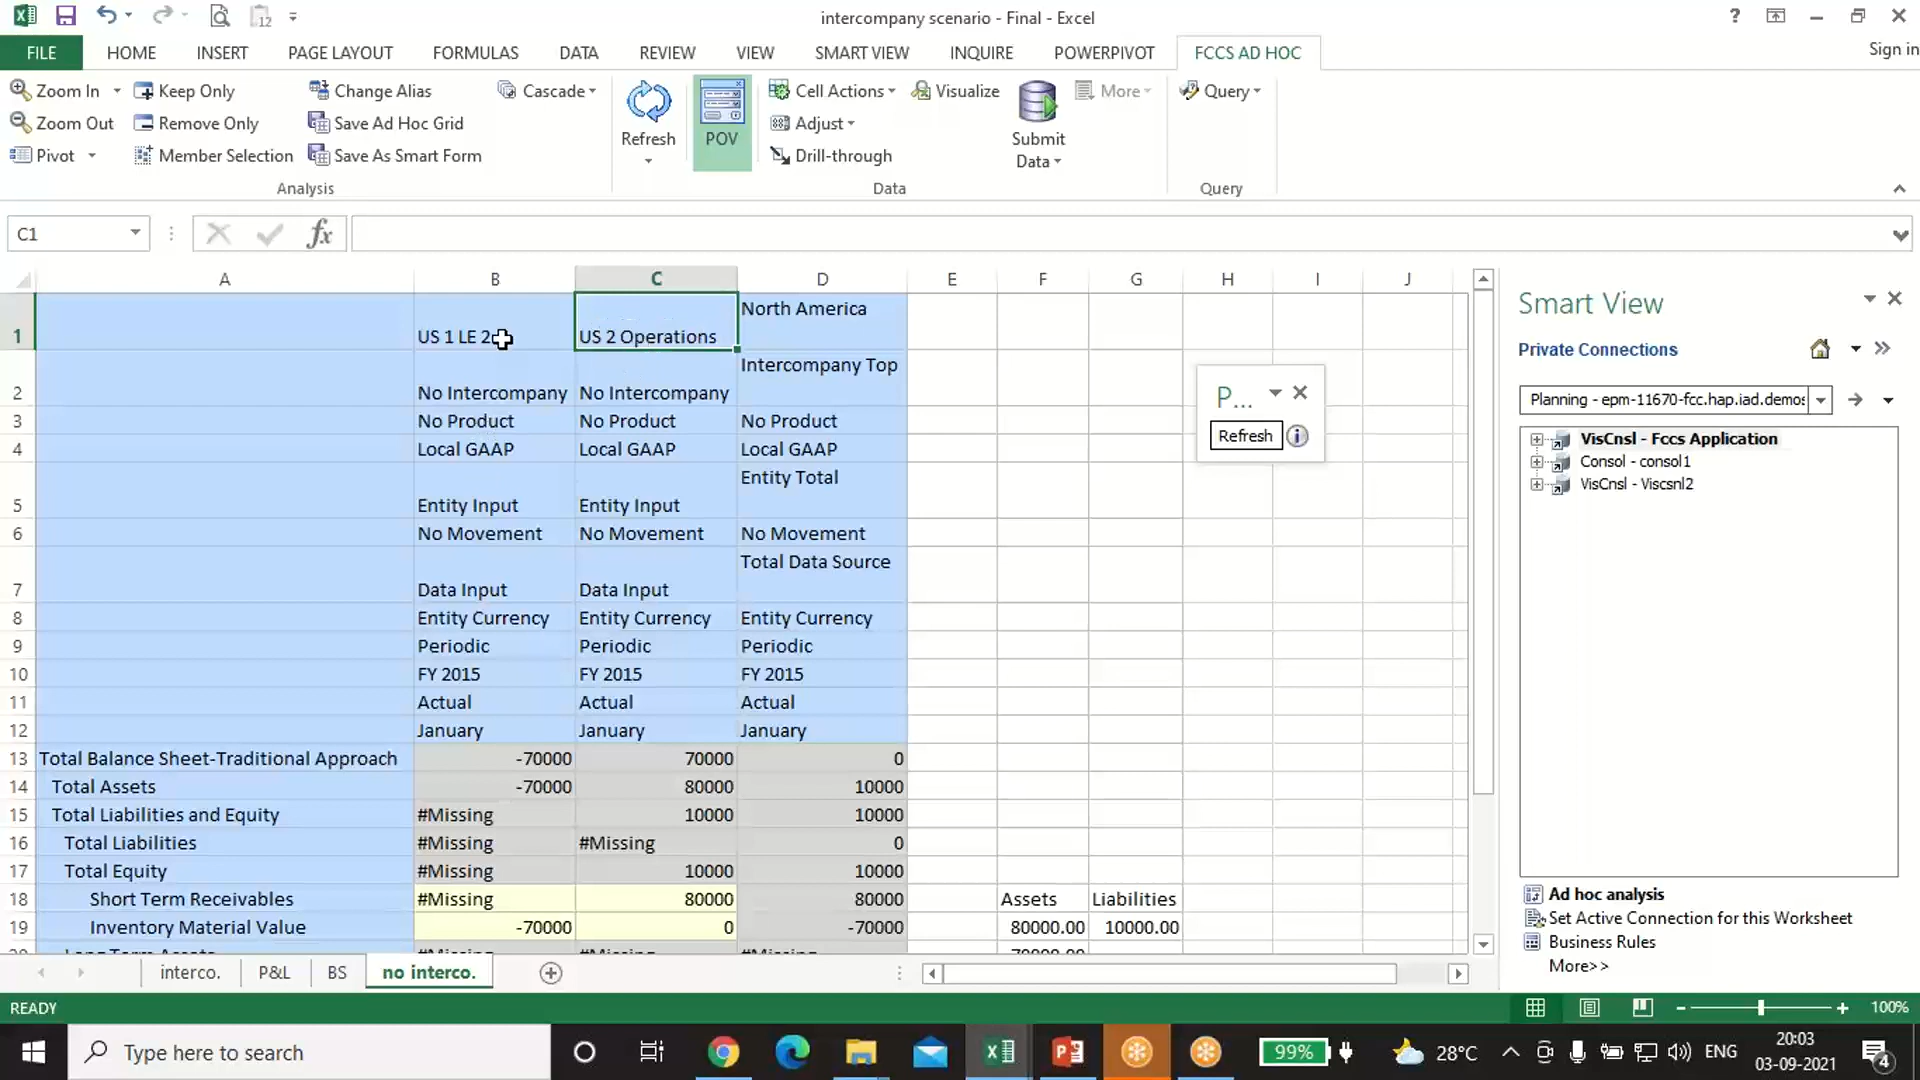 12
intercompany scenario - Final - Excel
?
FILE HOME INSERT PAGE LAYOUT FORMULAS DATA REVIEW VIEW SMART VIEW INQUIRE POWERPIVOT FCCS AD HOC Sign in
Zoom In Keep Only Change Alias Cascade
Zoom Out Remove Only Save Ad Hoc Grid
Pivot Member Selection Save As Smart Form
Analysis
Refresh POV
Cell Actions Visualize
Adjust
Drill-through
Submit
Data
More
Data
Query
Query
C1 fx
A B C D E F G H I J
1 US 1 LE 2 US 2 Operations North America
2 No Intercompany No Intercompany Intercompany Top
3 No Product No Product No Product
4 Local GAAP Local GAAP Local GAAP
5 Entity Input Entity Input Entity Total
6 No Movement No Movement No Movement
7 Data Input Data Input Total Data Source
8 Entity Currency Entity Currency Entity Currency
9 Periodic Periodic Periodic
10 FY 2015 FY 2015 FY 2015
11 Actual Actual Actual
12 January January January
13 Total Balance Sheet-Traditional Approach -70000 70000 0
14 Total Assets -70000 80000 10000
15 Total Liabilities and Equity #Missing 10000 10000
16 Total Liabilities #Missing #Missing 0
17 Total Equity #Missing 10000 10000
18 Short Term Receivables #Missing 80000 80000 Assets Liabilities
19 Inventory Material Value -70000 0 -70000 80000.00 10000.00
P...
Refresh
Smart View
Private Connections
Planning - epm-11670-fcc.hap.iad.demos
VisCnsl - Fccs Application
Consol - consol1
VisCnsl - Viscsnl2
Ad hoc analysis
Set Active Connection for this Worksheet
Business Rules
More>>
interco. P&L BS no interco.
READY
100%
Type here to search
99%
28°C
ENG
20:03
03-09-2021
4